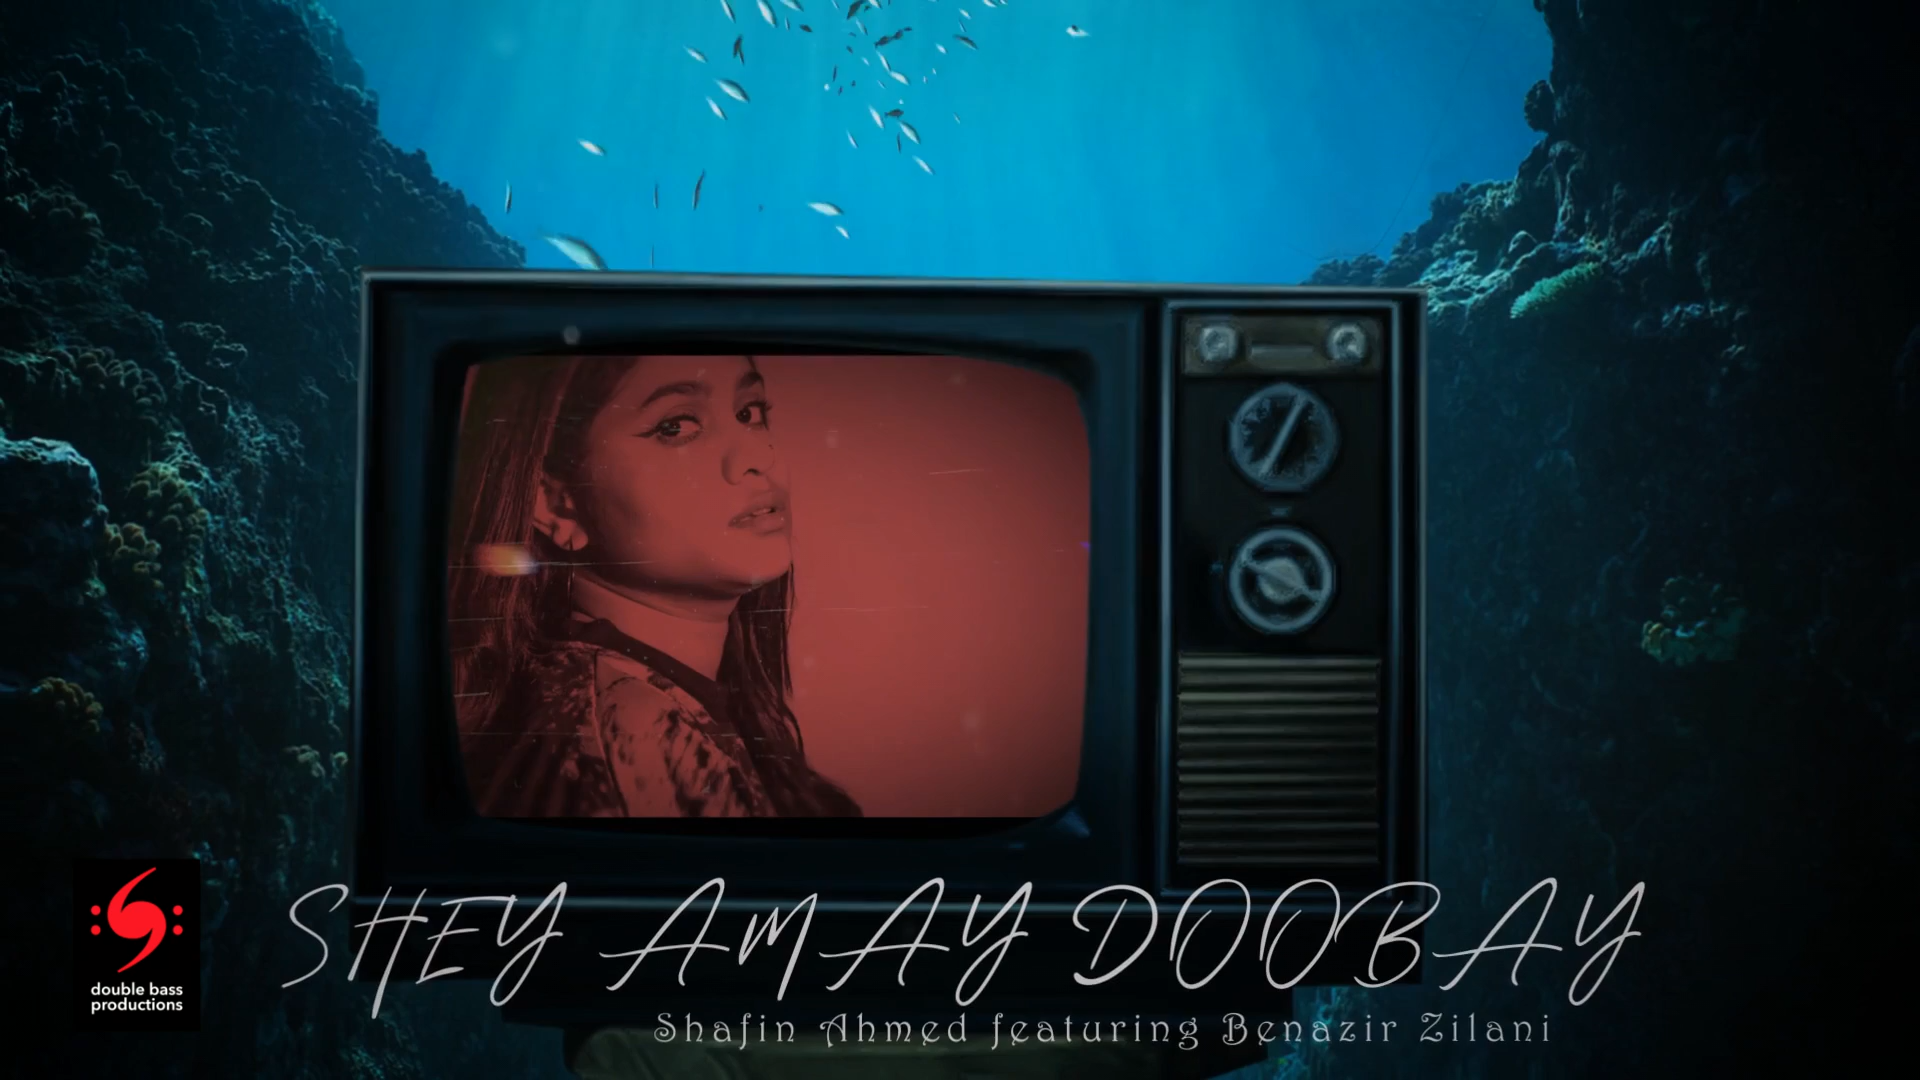 SHEY AMAY DOOBAY
Shafin Ahmed featuring Benazir Zilani
double bass
productions